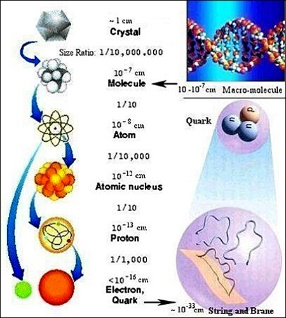 ~1 cm
Crystal
Size Ratio: 1/10,000,000
10⁻⁷ cm
Molecule
10 -10⁻⁷ cm Macro-molecule
1/10
10⁻⁸ cm
Atom
Quark
1/10,000
10⁻¹² cm
Atomic nucleus
1/10
10⁻¹³ cm
Proton
1/1,000
<10⁻¹⁶ cm
Electron,
Quark
~ 10⁻³³ cm String and Brane